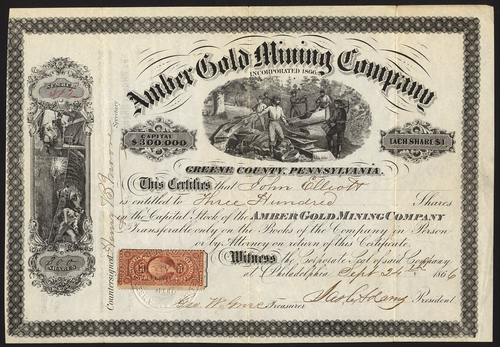 Amber Gold Mining Company
INCORPORATED 1866.
NUMBER
CAPITAL
$300,000
EACH SHARE $1
GREENE COUNTY, PENNSYLVANIA.
This Certifies that John Elliott
is entitled to Three Hundred Shares
in the Capital Stock of the AMBER GOLD MINING COMPANY
Transferable only on the Books of the Company in Person
or by Attorney on return of this Certificate.
Witness the Corporate Seal of said Company
at Philadelphia Sept 24th 1866
Treasurer
President
SHARES
Countersigned
Secretary